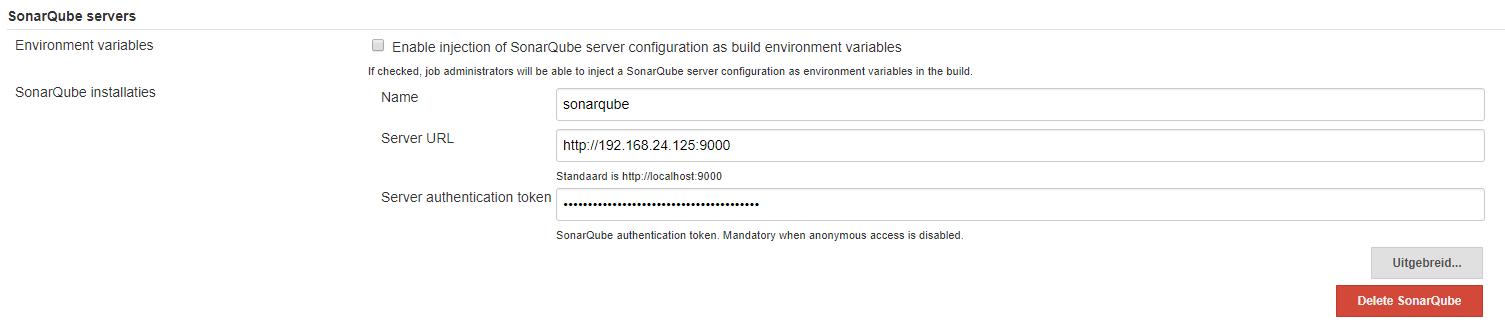 SonarQube servers
Environment variables
Enable injection of SonarQube server configuration as build environment variables
If checked, job administrators will be able to inject a SonarQube server configuration as environment variables in the build.
SonarQube installaties
Name
sonarqube
Server URL
http://192.168.24.125:9000
Standaard is http://localhost:9000
Server authentication token
••••••••••••••••••••••••••••••••••••••••
SonarQube authentication token. Mandatory when anonymous access is disabled.
Uitgebreid...
Delete SonarQube